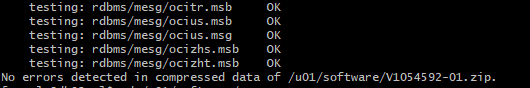 testing: rdbms/mesg/ocitr.msb OK
testing: rdbms/mesg/ocius.msb OK
testing: rdbms/mesg/ocius.msg OK
testing: rdbms/mesg/ocizhs.msb OK
testing: rdbms/mesg/ocizht.msb OK
No errors detected in compressed data of /u01/software/V1054592-01.zip.